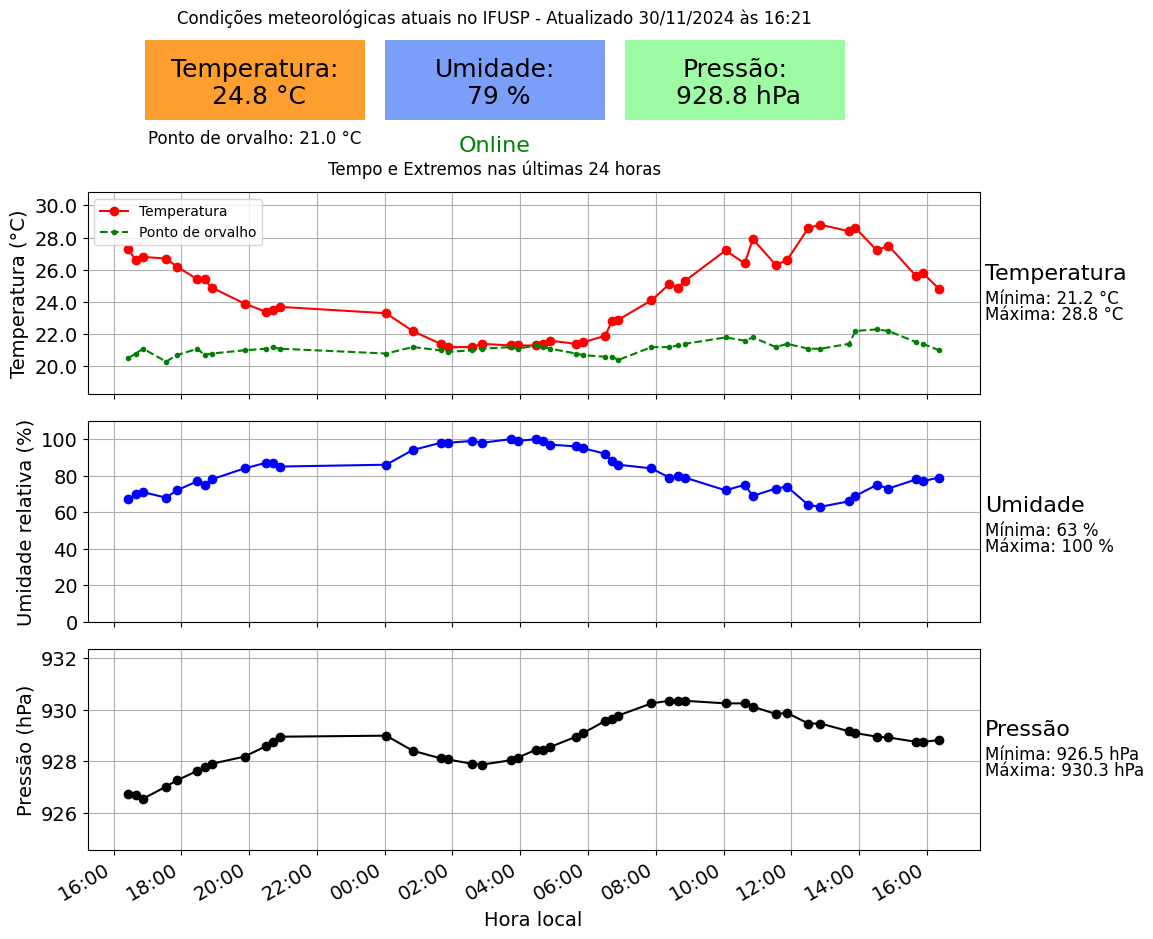 Condições meteorológicas atuais no IFUSP - Atualizado 30/11/2024 às 16:21
Temperatura:
24.8 °C
Umidade:
79 %
Pressão:
928.8 hPa
Ponto de orvalho: 21.0 °C
Online
Tempo e Extremos nas últimas 24 horas
Temperatura (°C)
30.0
28.0
26.0
24.0
22.0
20.0
Temperatura
Ponto de orvalho
Temperatura
Mínima: 21.2 °C
Máxima: 28.8 °C
Umidade relativa (%)
100
80
60
40
20
0
Umidade
Mínima: 63 %
Máxima: 100 %
Pressão (hPa)
932
930
928
926
Pressão
Mínima: 926.5 hPa
Máxima: 930.3 hPa
16:00 18:00 20:00 22:00 00:00 02:00 04:00 06:00 08:00 10:00 12:00 14:00 16:00
Hora local